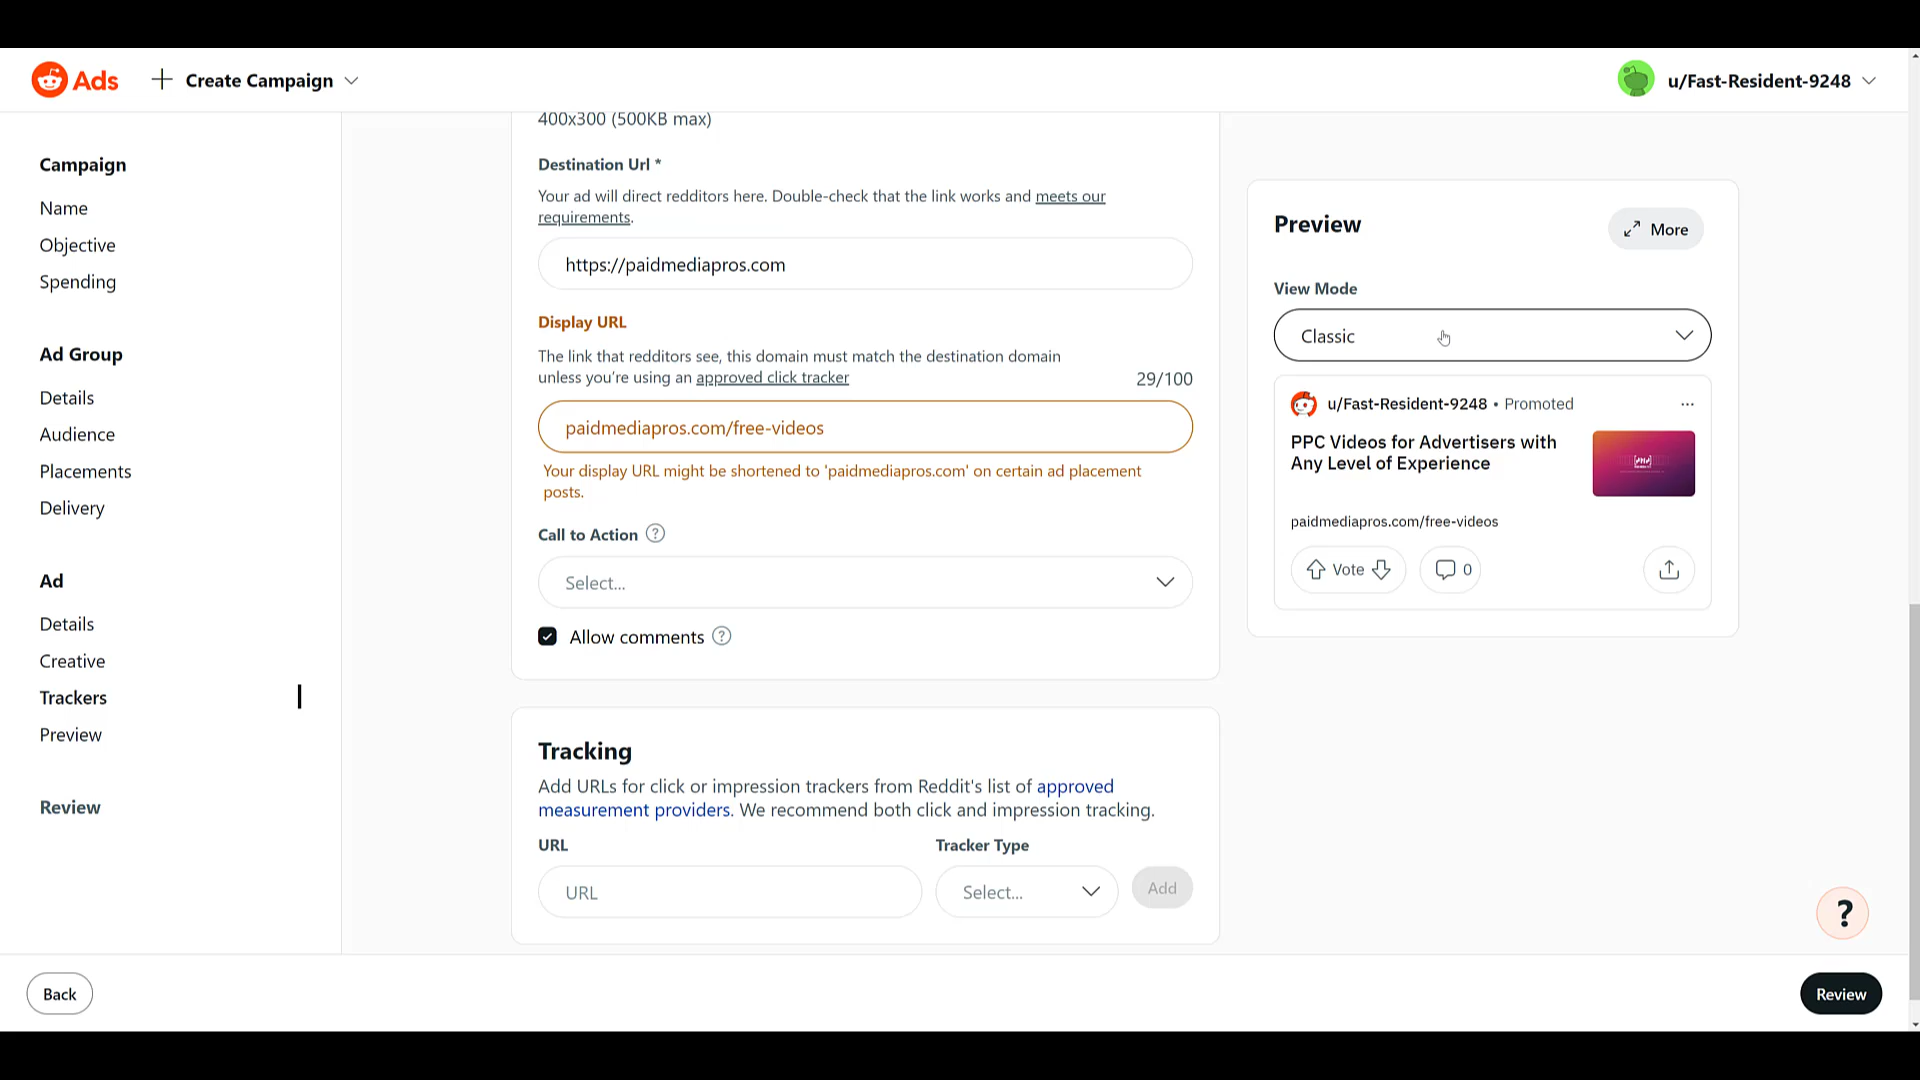 Ads
Create Campaign
u/Fast-Resident-9248
Campaign
Name
Objective
Spending
Ad Group
Details
Audience
Placements
Delivery
Ad
Details
Creative
Trackers
Preview
Review
400x300 (500KB max)
Destination Url *
Your ad will direct redditors here. Double-check that the link works and meets our
requirements.
https://paidmediapros.com
Display URL
The link that redditors see, this domain must match the destination domain
unless you're using an approved click tracker
29/100
paidmediapros.com/free-videos
Your display URL might be shortened to 'paidmediapros.com' on certain ad placement
posts.
Call to Action ?
Select...
Allow comments ?
Tracking
Add URLs for click or impression trackers from Reddit's list of approved
measurement providers. We recommend both click and impression tracking.
URL
Tracker Type
URL
Select...
Add
Preview
More
View Mode
Classic
u/Fast-Resident-9248 • Promoted
PPC Videos for Advertisers with
Any Level of Experience
paidmediapros.com/free-videos
Vote
0
?
Back
Review